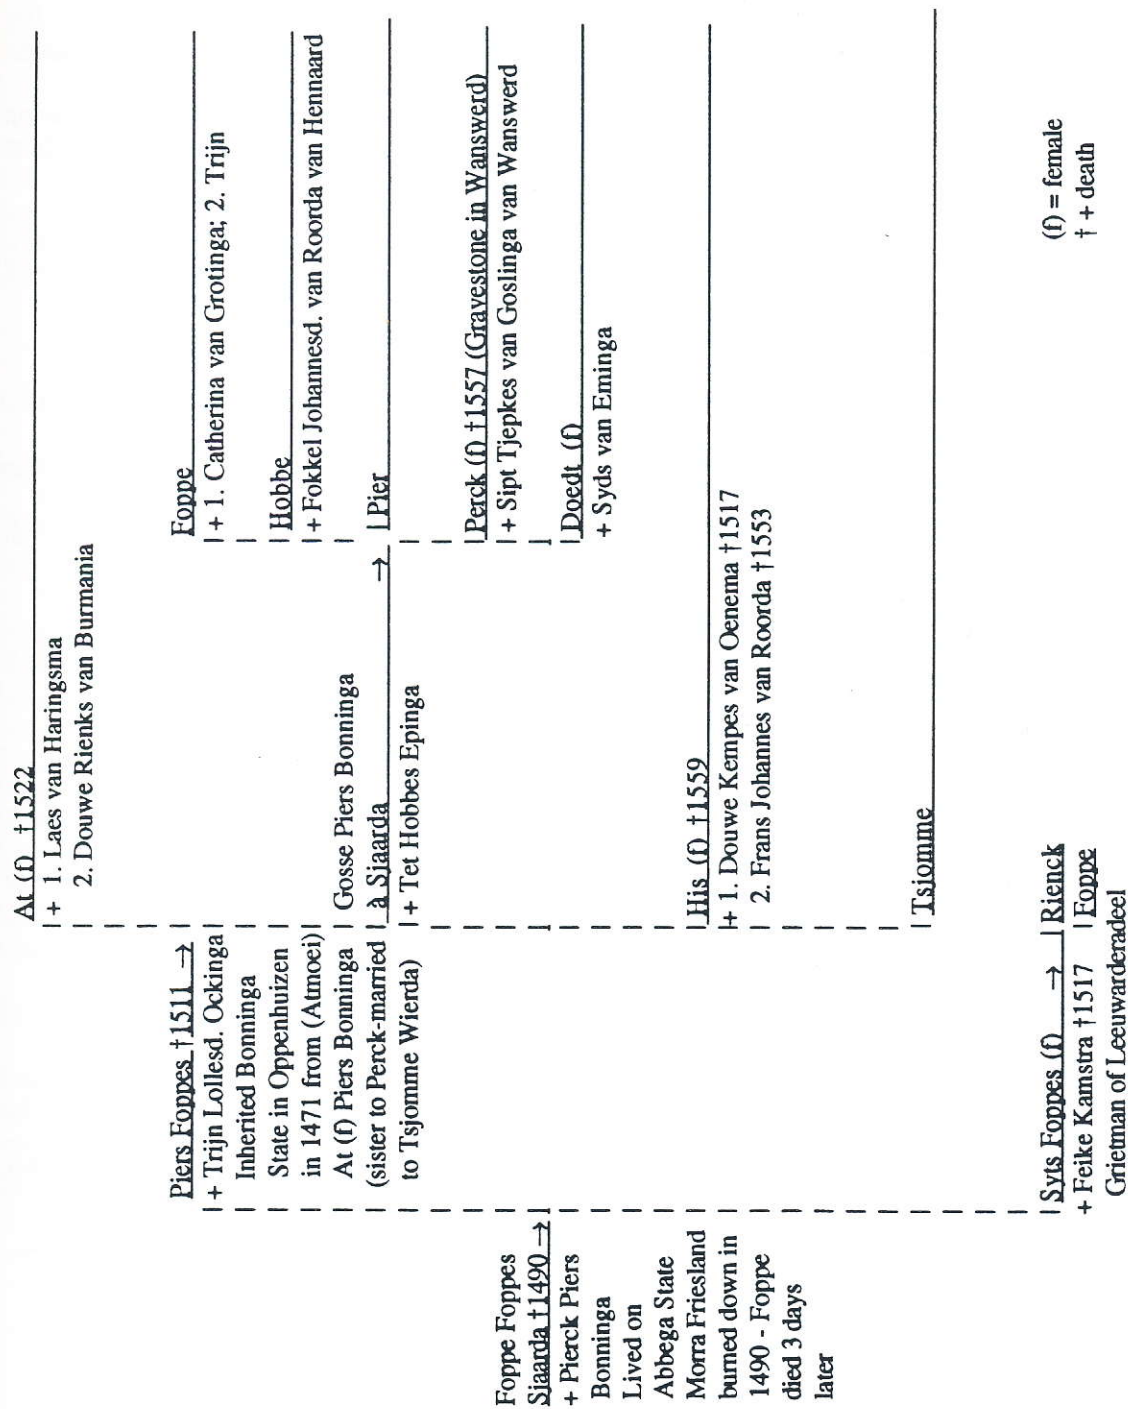 Foppe Foppes
Sjaarda †1490 →
+ Pierck Piers
Bonninga
Lived on
Abbega State
Morra Friesland
burned down in
1490 - Foppe
died 3 days
later
Piers Foppes †1511 →
+ Trijn Lollesd. Ockinga
Inherited Bonninga
State in Oppenhuizen
in 1471 from (Atmoei)
At (f) Piers Bonninga
(sister to Perck-married
to Tsjomme Wierda)
Syts Foppes (f) →
+ Feike Kamstra †1517
Grietman of Leeuwarderadeel
At (f) †1522
+ 1. Laes van Haringsma
2. Douwe Rienks van Burmania
Gosse Piers Bonninga
à Sjaarda →
+ Tet Hobbes Epinga
His (f) †1559
+ 1. Douwe Kempes van Oenema †1517
2. Frans Johannes van Roorda †1553
Tsjomme
Rienck
Foppe
Foppe
+ 1. Catherina van Grotinga; 2. Trijn
Hobbe
+ Fokkel Johannesd. van Roorda van Hennaard
Pier
Perck (f) †1557 (Gravestone in Wanswerd)
+ Sipt Tjepkes van Goslinga van Wanswerd
Doedt (f)
+ Syds van Eminga
(f) = female
† + death